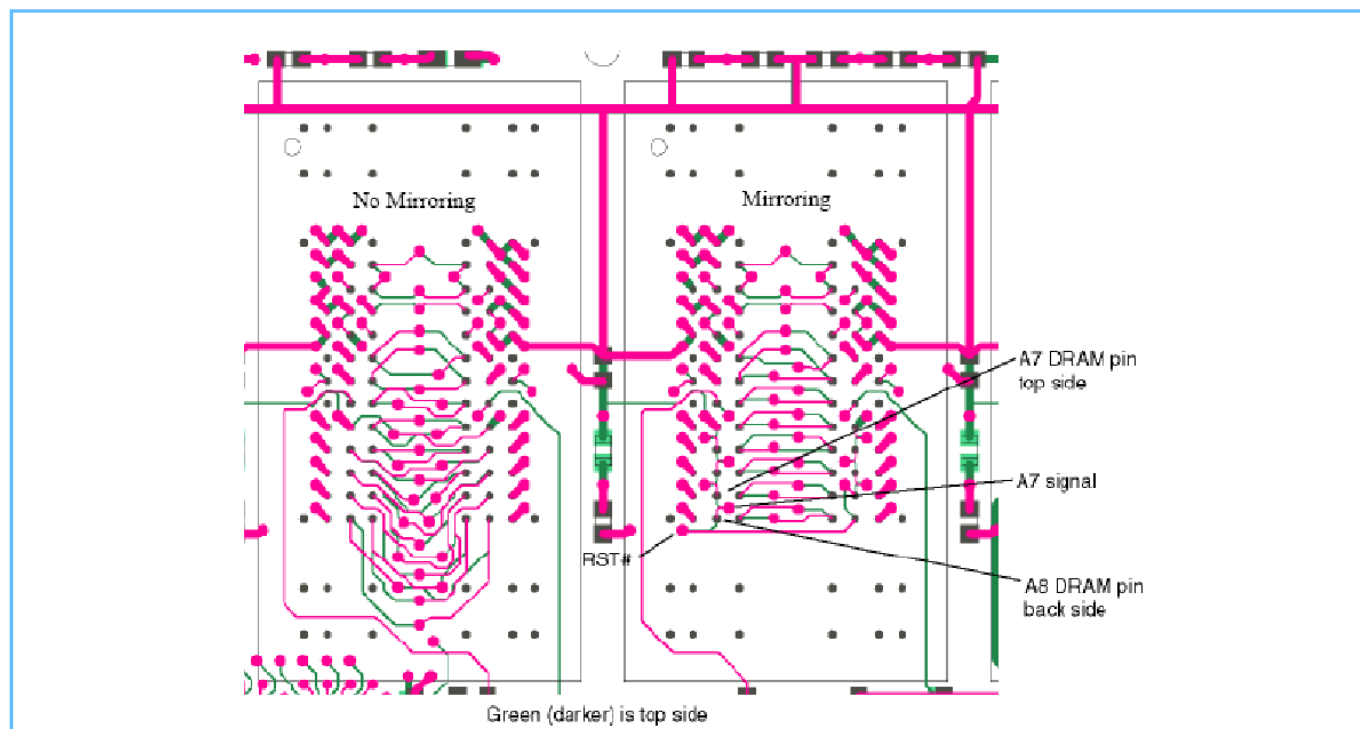 No Mirroring
Mirroring
A7 DRAM pin
top side
A7 signal
RST#
A8 DRAM pin
back side
Green (darker) is top side